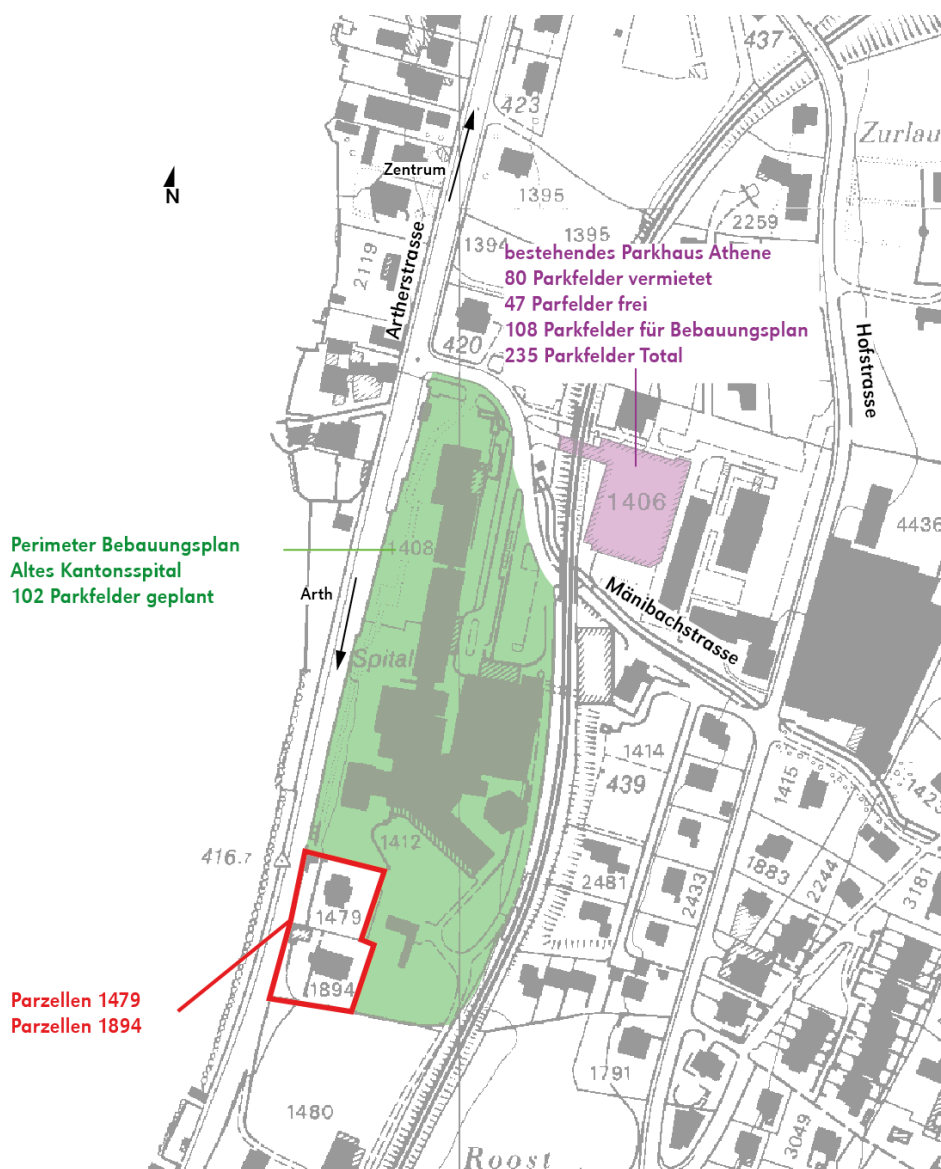 437
Zurlau
423
Zentrum
N
1395
2259
1394
1395
2119
Artherstrasse
bestehendes Parkhaus Athene
80 Parkfelder vermietet
47 Parfelder frei
108 Parkfelder für Bebauungsplan
235 Parkfelder Total
420
Hofstrasse
1406
4436
Perimeter Bebauungsplan
Altes Kantonsspital
102 Parkfelder geplant
1408
Arth
Mänibachstrasse
Spital
1414
439
1415
416.7
1412
2481
2433
1883
2244
3181
1479
1894
Parzellen 1479
Parzellen 1894
1791
1480
3049
Roost